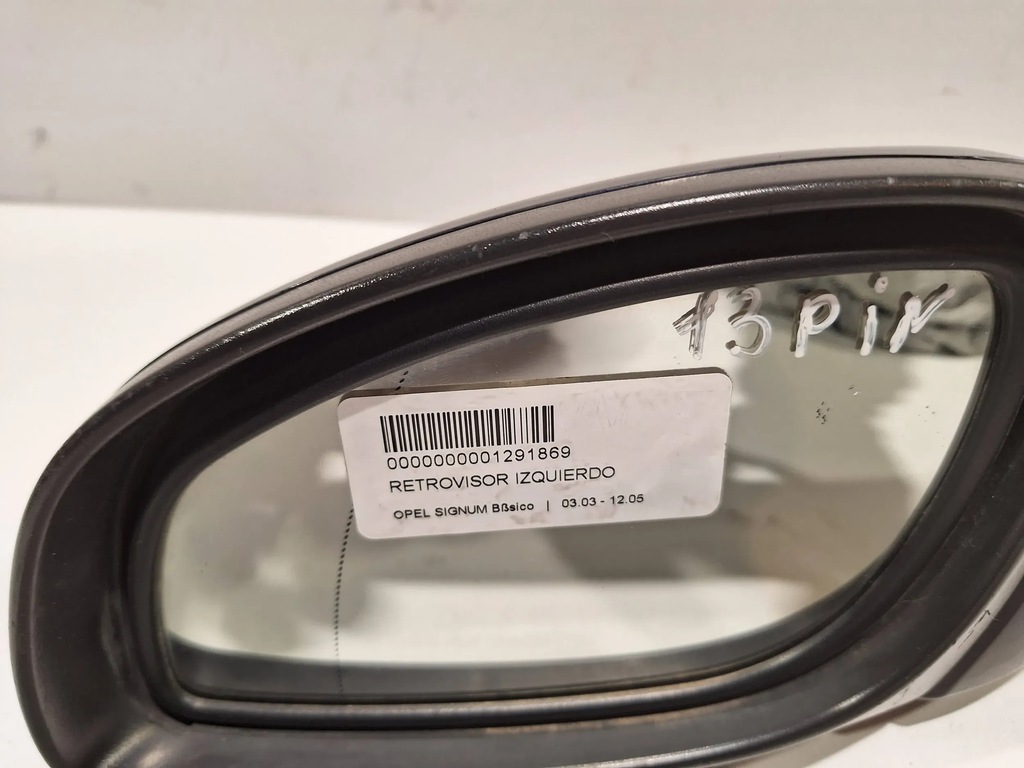 13 PiN
0000000001291869
RETROVISOR IZQUIERDO
OPEL SIGNUM Bßsico | 03.03 - 12.05